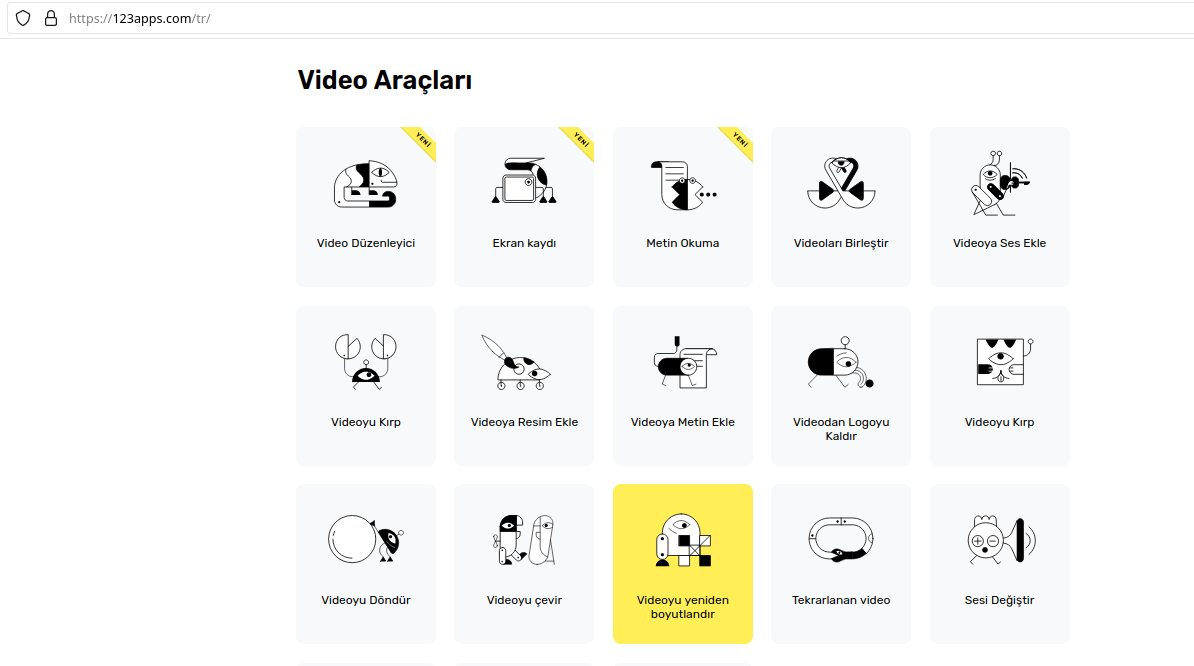 https://123apps.com/tr/
Video Araçları
YENİ
YENİ
YENİ
Video Düzenleyici
Ekran kaydı
Metin Okuma
Videoları Birleştir
Videoya Ses Ekle
Videoyu Kırp
Videoya Resim Ekle
Videoya Metin Ekle
Videodan Logoyu
Kaldır
Videoyu Kırp
Videoyu Döndür
Videoyu çevir
Videoyu yeniden
boyutlandır
Tekrarlanan video
Sesi Değiştir